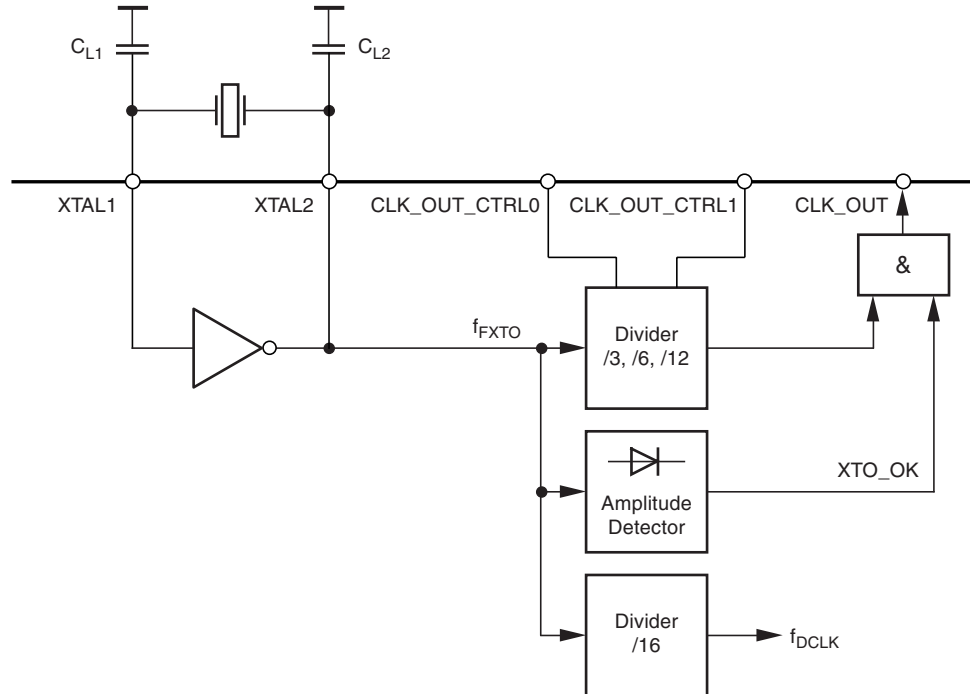 CL1
CL2
XTAL1
XTAL2
CLK_OUT_CTRL0
CLK_OUT_CTRL1
CLK_OUT
&
fFXTO
Divider
/3, /6, /12
XTO_OK
Amplitude
Detector
Divider
/16
fDCLK